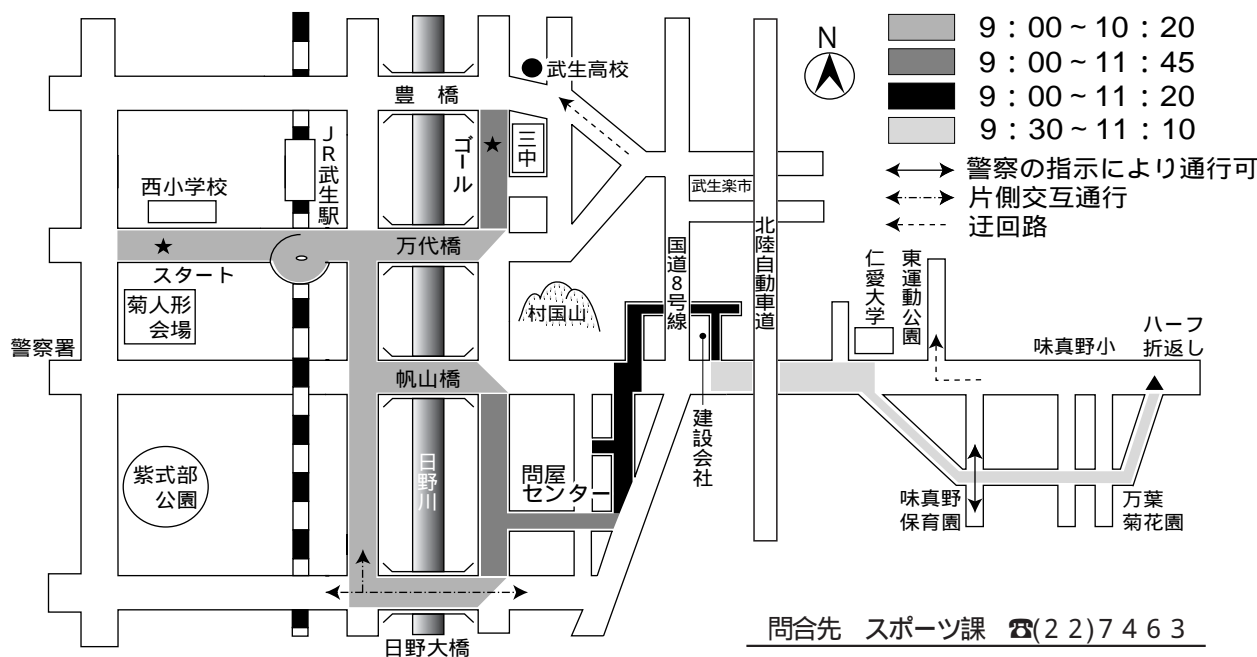 9:00~10:20
9:00~11:45
9:00~11:20
9:30~11:10
警察の指示により通行可
片側交互通行
迂回路
N
武生高校
豊橋
三中
ゴール
JR武生駅
西小学校
武生楽市
国道8号線
北陸自動車道
万代橋
スタート
菊人形
会場
村国山
仁愛大学
東運動公園
味真野小
ハーフ
折返し
警察署
帆山橋
建設会社
紫式部
公園
日野川
問屋
センター
味真野
保育園
万葉
菊花園
日野大橋
問合先 スポーツ課 ☎(22)7463